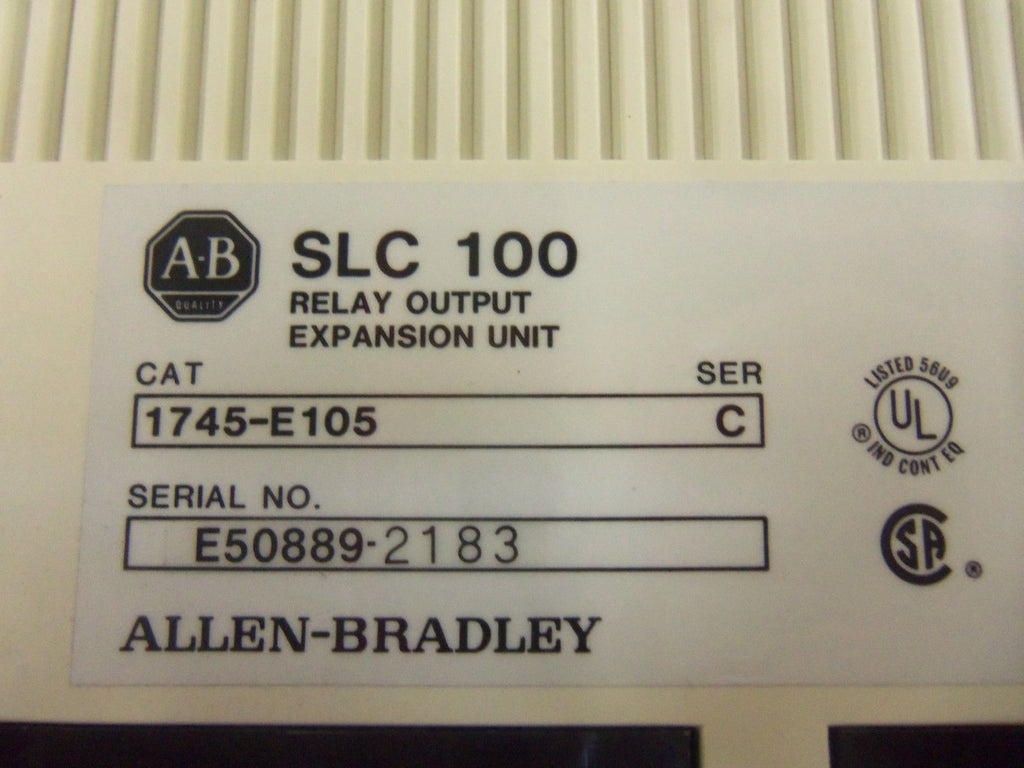 A-B
QUALITY
SLC 100
RELAY OUTPUT
EXPANSION UNIT
CAT SER
1745-E105 C
LISTED 56U9
UL
® IND CONT EQ
SERIAL NO.
E50889-2183
SA ®
ALLEN-BRADLEY